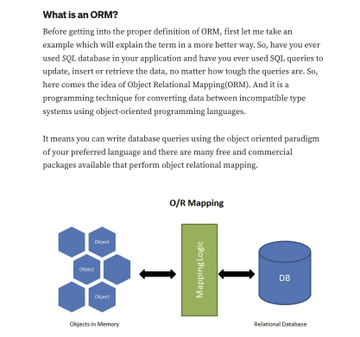 What is an ORM?
Before getting into the proper definition of ORM, first let me take an
example which will explain the term in a more better way. So, have you ever
used SQL database in your application and have you ever used SQL queries to
update, insert or retrieve the data, no matter how tough the queries are. So,
here comes the idea of Object Relational Mapping(ORM). And it is a
programming technique for converting data between incompatible type
systems using object-oriented programming languages.
It means you can write database queries using the object oriented paradigm
of your preferred language and there are many free and commercial
packages available that perform object relational mapping.
O/R Mapping
Object
Object
Object
Mapping Logic
DB
Objects in Memory
Relational Database